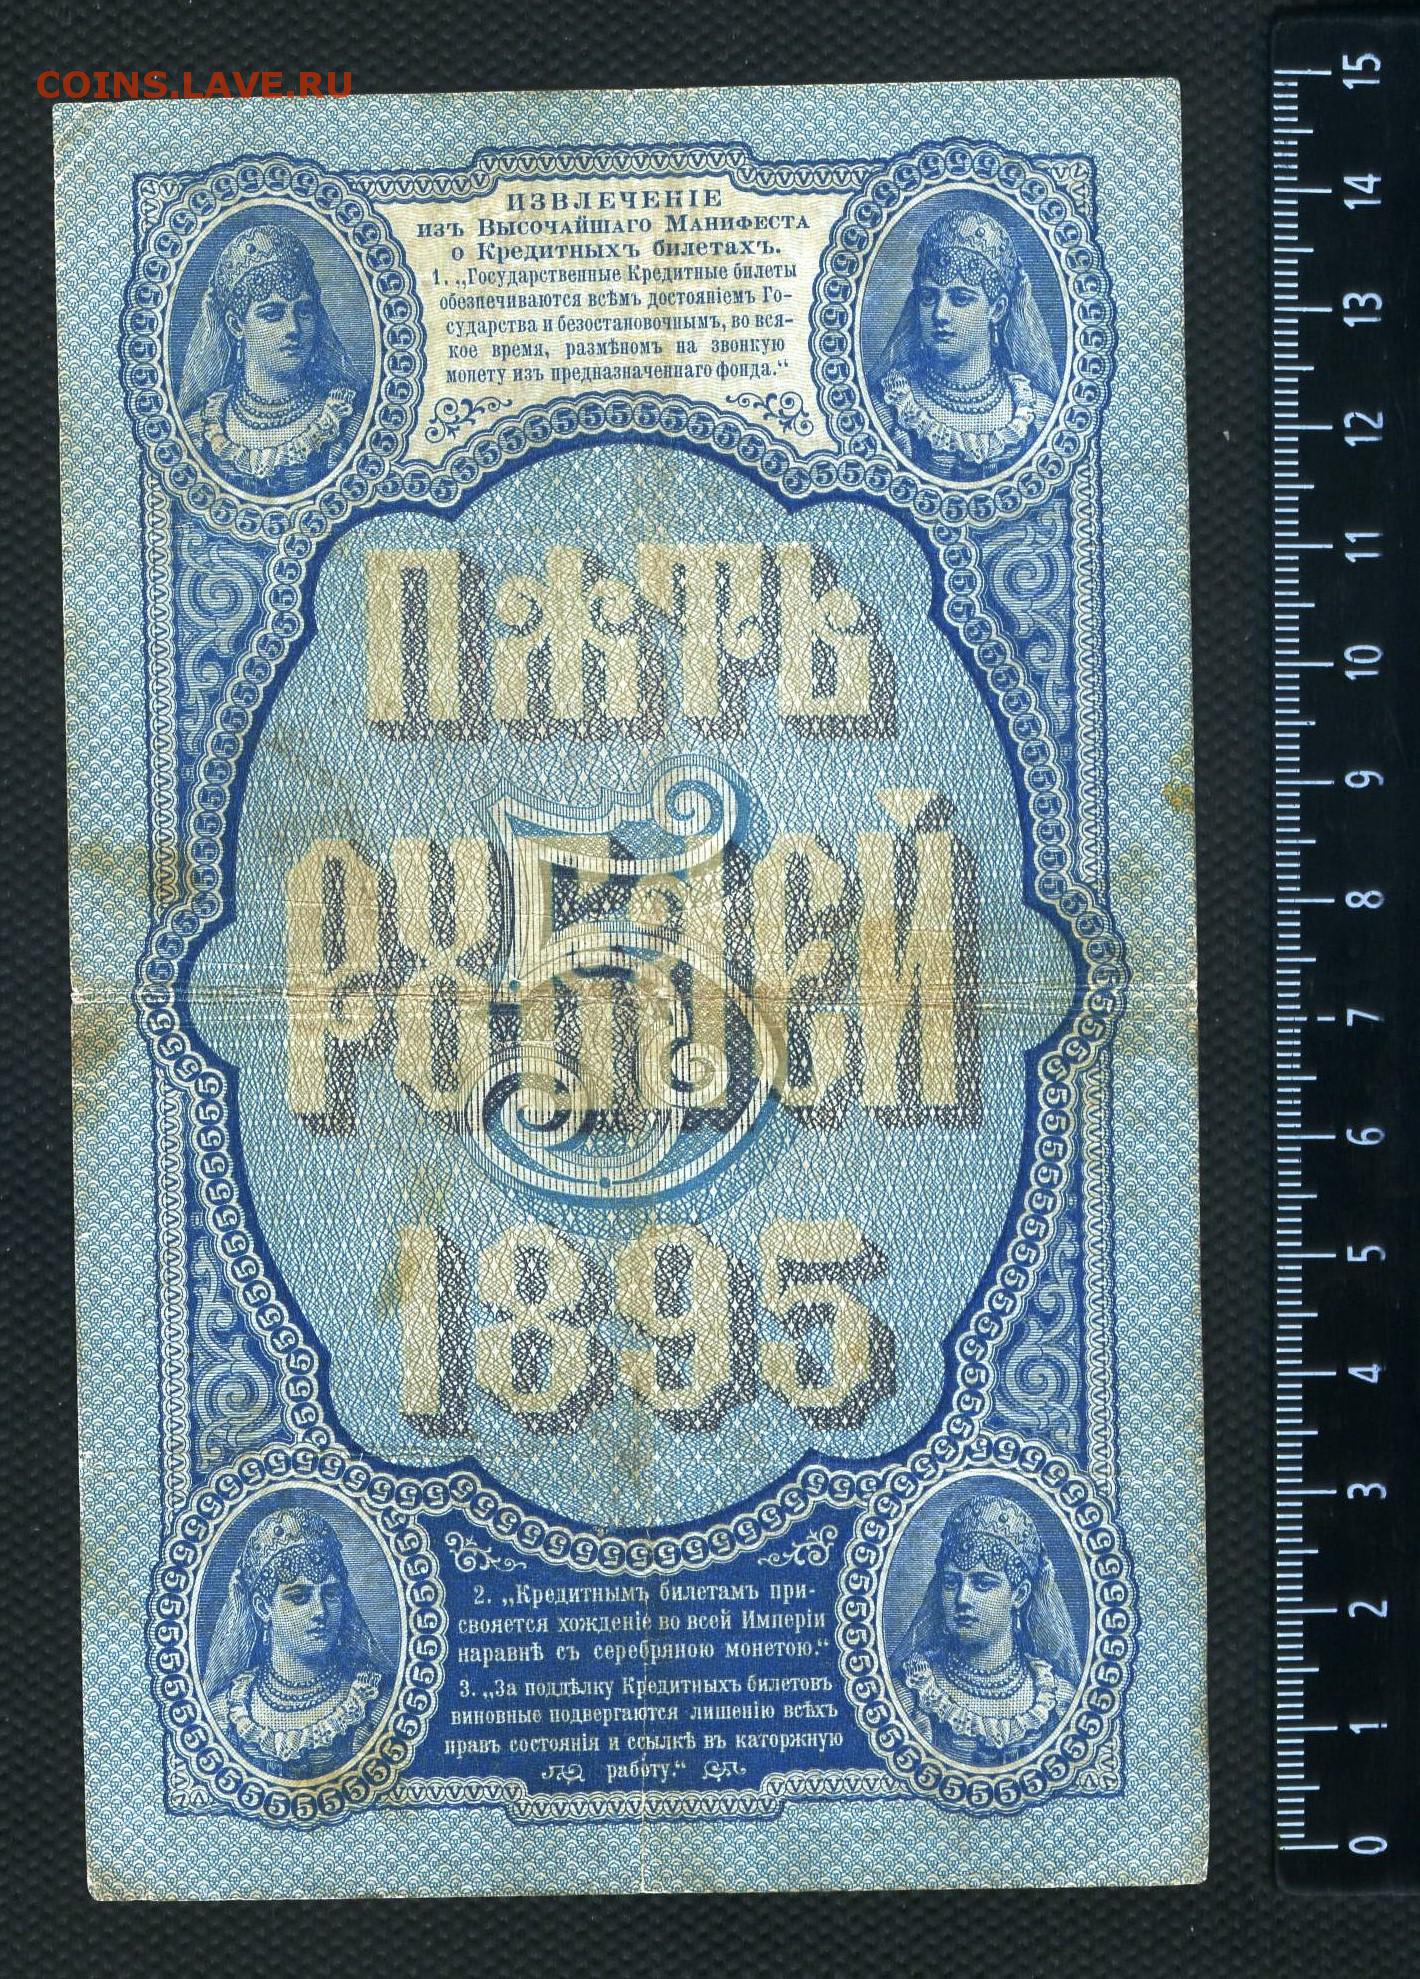 COINS.LAVE.RU
ИЗВЛЕЧЕНІЕ
изъ Высочайшаго Манифеста
о Кредитныхъ билетахъ.
1. „Государственные Кредитные билеты
обезпечиваются всѣмъ достояніемъ Го-
сударства и безостановочнымъ, во вся-
кое время, размѣномъ на звонкую
монету изъ предназначеннаго фонда.“
ПѦТЬ
РУБЛЕЙ
5
1895
2. „Кредитнымъ билетамъ при-
свояется хожденіе во всей Имперіи
наравнѣ съ серебряною монетою.“
3. „За поддѣлку Кредитныхъ билетовъ
виновные подвергаются лишенію всѣхъ
правъ состоянія и ссылкѣ въ каторжную
работу.“
15
14
13
12
11
10
9
8
7
6
5
4
3
2
1
0